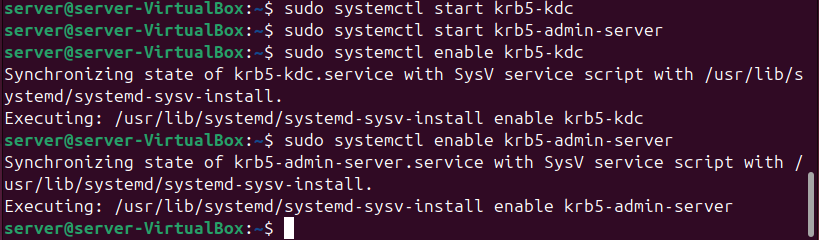 server@server-VirtualBox:~$ sudo systemctl start krb5-kdc
server@server-VirtualBox:~$ sudo systemctl start krb5-admin-server
server@server-VirtualBox:~$ sudo systemctl enable krb5-kdc
Synchronizing state of krb5-kdc.service with SysV service script with /usr/lib/s
ystemd/systemd-sysv-install.
Executing: /usr/lib/systemd/systemd-sysv-install enable krb5-kdc
server@server-VirtualBox:~$ sudo systemctl enable krb5-admin-server
Synchronizing state of krb5-admin-server.service with SysV service script with /
usr/lib/systemd/systemd-sysv-install.
Executing: /usr/lib/systemd/systemd-sysv-install enable krb5-admin-server
server@server-VirtualBox:~$